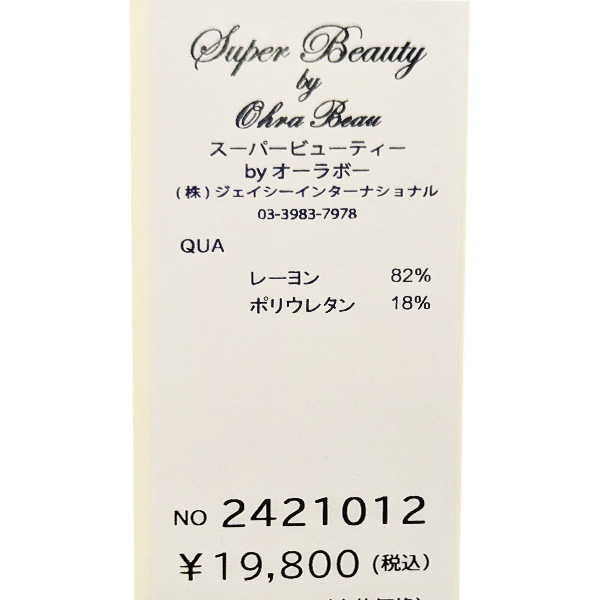 Super Beauty
by
Ohra Beau
スーパービューティー
by オーラボー
(株)ジェイシーインターナショナル
03-3983-7978
QUA
レーヨン 82%
ポリウレタン 18%
NO 2421012
¥19,800 (税込)